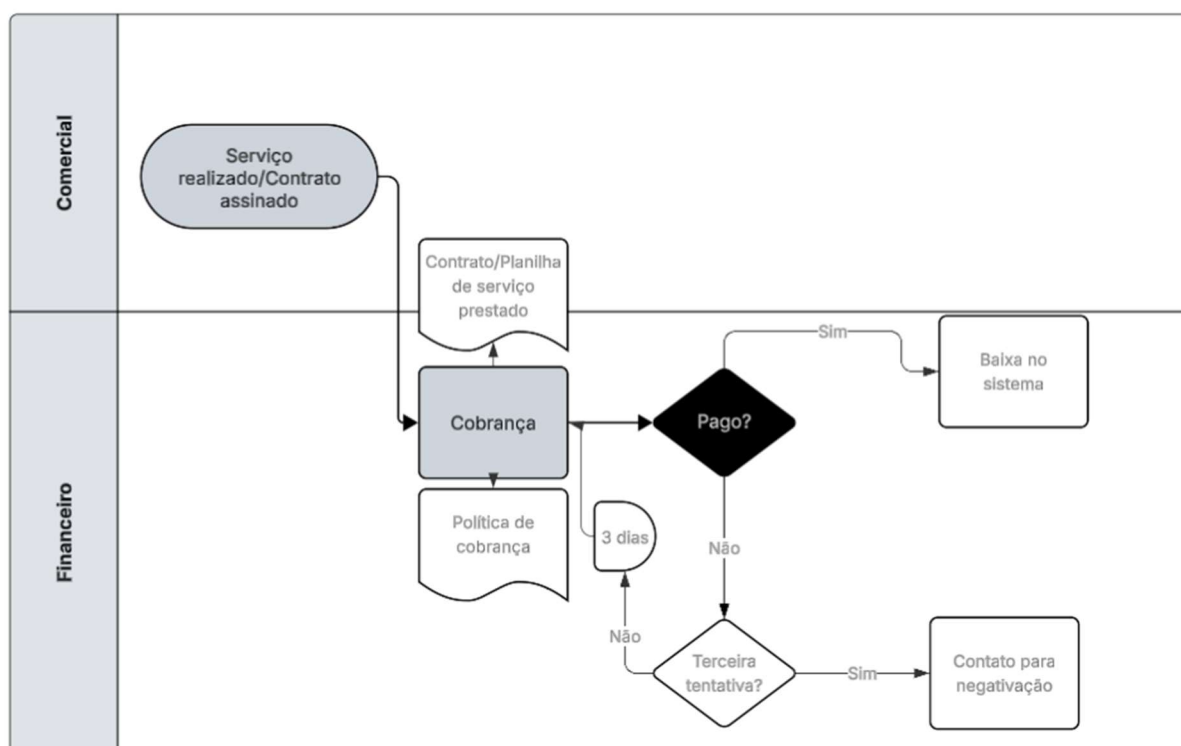 Comercial
Serviço
realizado/Contrato
assinado
Contrato/Planilha
de serviço
prestado
Financeiro
Sim
Baixa no
sistema
Cobrança
Pago?
Política de
cobrança
3 dias
Não
Não
Terceira
tentativa?
Sim
Contato para
negativação